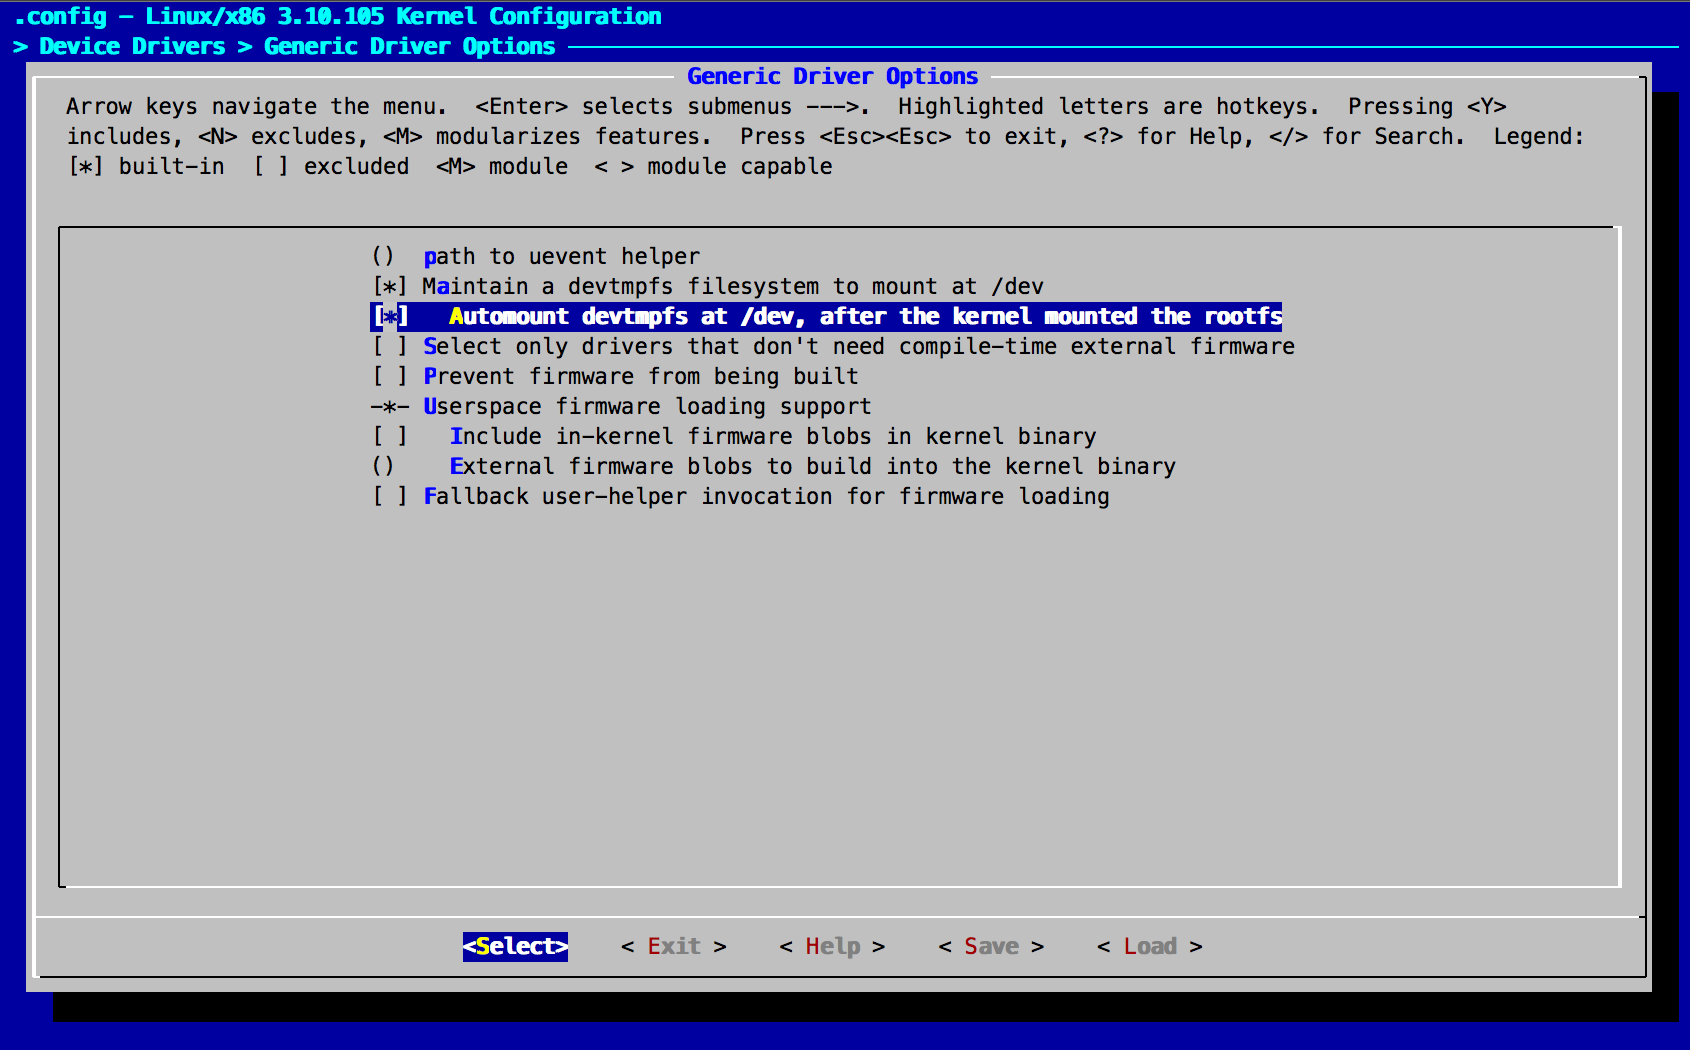 .config - Linux/x86 3.10.105 Kernel Configuration
> Device Drivers > Generic Driver Options
Generic Driver Options
Arrow keys navigate the menu.  <Enter> selects submenus --->.  Highlighted letters are hotkeys.  Pressing <Y>
includes, <N> excludes, <M> modularizes features.  Press <Esc><Esc> to exit, <?> for Help, </> for Search.  Legend:
[*] built-in  [ ] excluded  <M> module  < > module capable
()  path to uevent helper
[*] Maintain a devtmpfs filesystem to mount at /dev
[*]   Automount devtmpfs at /dev, after the kernel mounted the rootfs
[ ] Select only drivers that don't need compile-time external firmware
[ ] Prevent firmware from being built
-*- Userspace firmware loading support
[ ]   Include in-kernel firmware blobs in kernel binary
()    External firmware blobs to build into the kernel binary
[ ] Fallback user-helper invocation for firmware loading
<Select>    < Exit >    < Help >    < Save >    < Load >